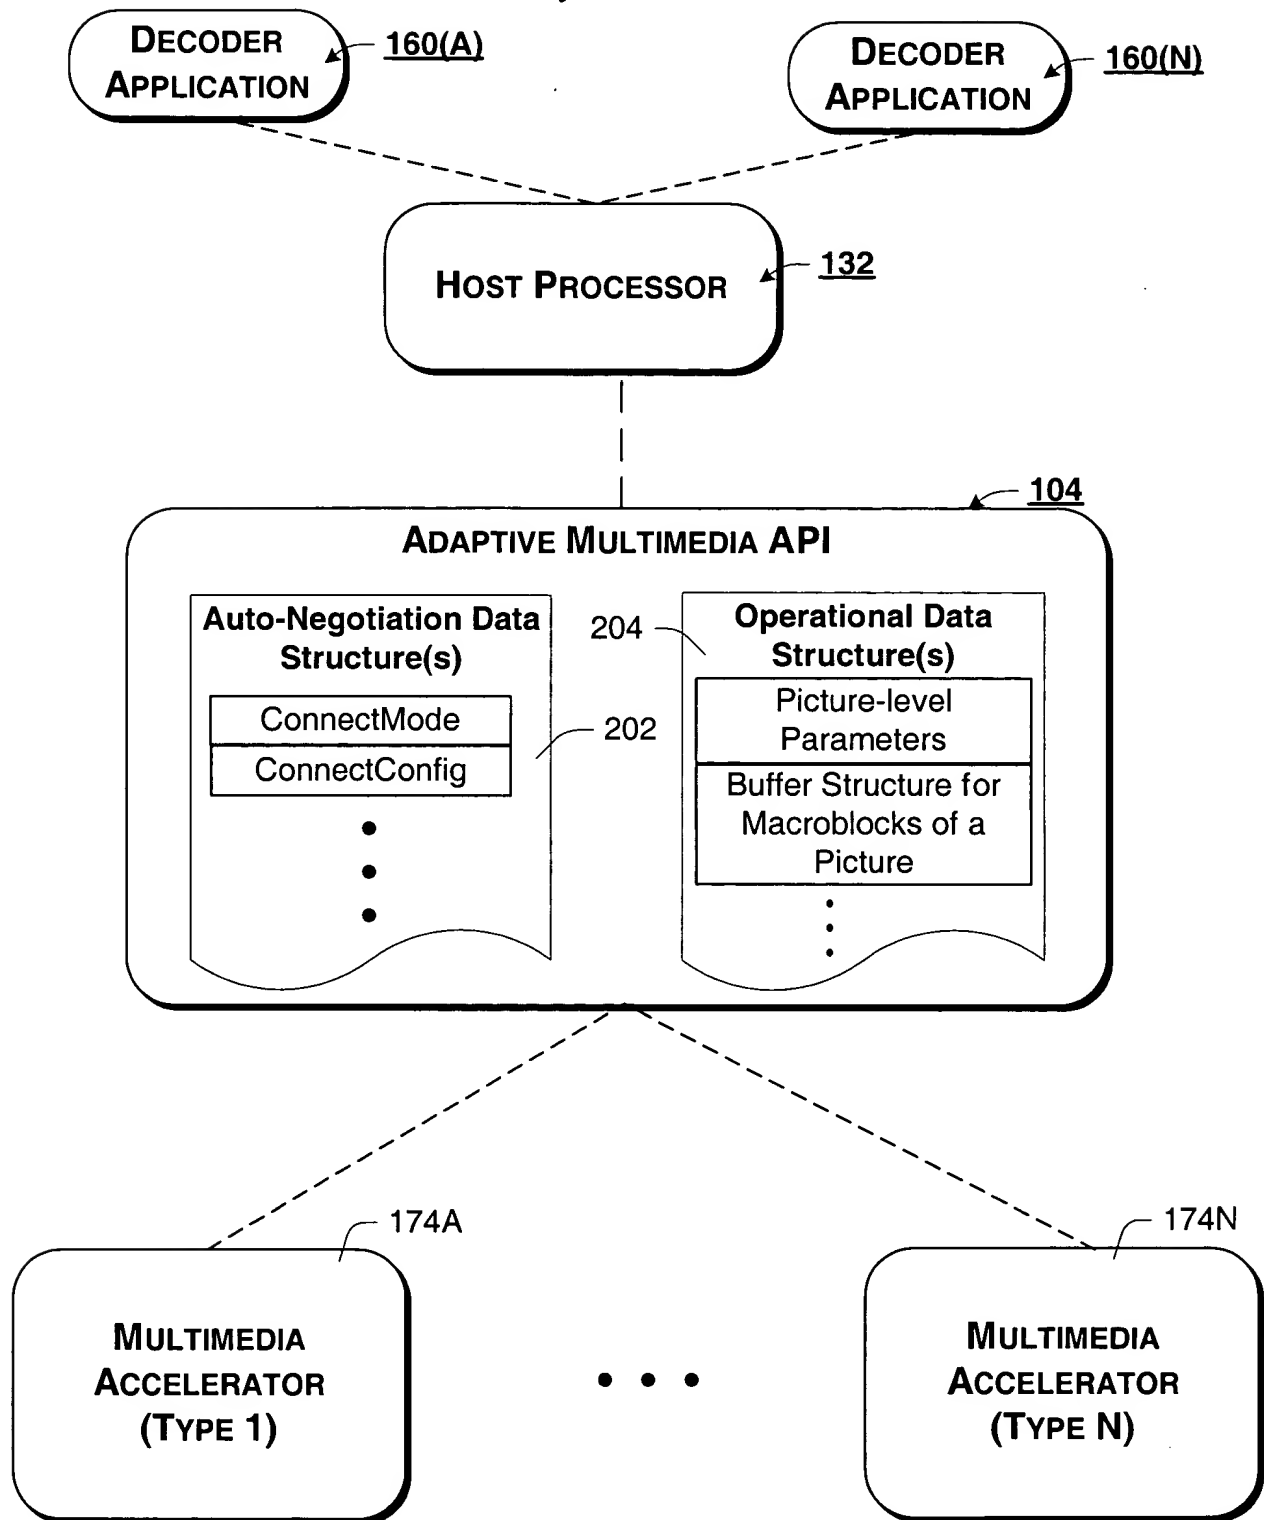 DECODER
APPLICATION
160(A)
DECODER
APPLICATION
160(N)
HOST PROCESSOR
132
104
ADAPTIVE MULTIMEDIA API
Auto-Negotiation Data
Structure(s)
ConnectMode
ConnectConfig
202
204
Operational Data
Structure(s)
Picture-level
Parameters
Buffer Structure for
Macroblocks of a
Picture
174A
MULTIMEDIA
ACCELERATOR
(TYPE 1)
174N
MULTIMEDIA
ACCELERATOR
(TYPE N)